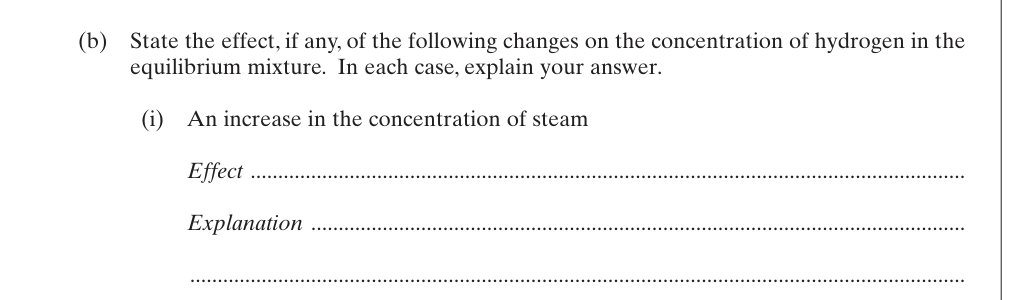 (b) State the effect, if any, of the following changes on the concentration of hydrogen in the
equilibrium mixture. In each case, explain your answer.
(i) An increase in the concentration of steam
Effect ........................................................................................................................................
Explanation ............................................................................................................................
....................................................................................................................................................